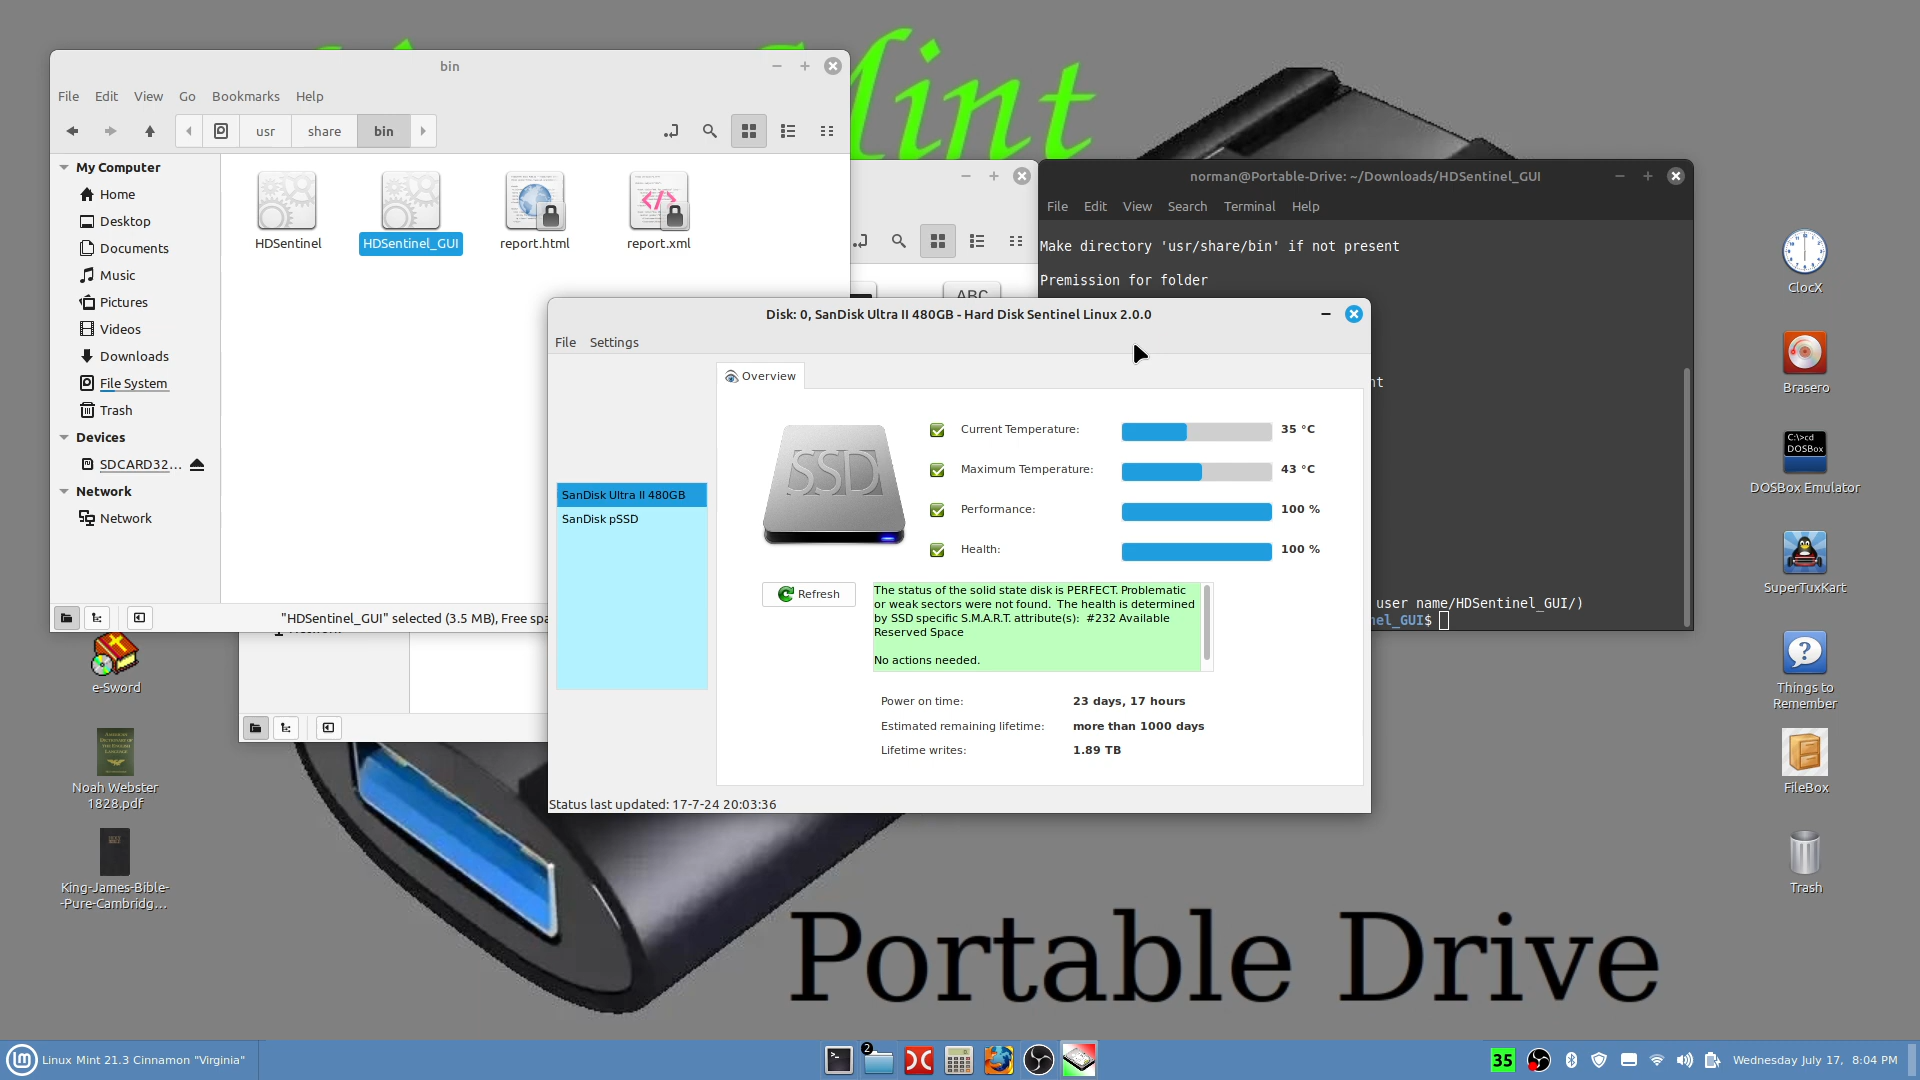 bin
File Edit View Go Bookmarks Help
usr share bin
My Computer
Home
Desktop
Documents
Music
Pictures
Videos
Downloads
File System
Trash
Devices
SDCARD32...
Network
Network
HDSentinel
HDSentinel_GUI
report.html
report.xml
"HDSentinel_GUI" selected (3.5 MB), Free spa
ABC
norman@Portable-Drive: ~/Downloads/HDSentinel_GUI
File Edit View Search Terminal Help
Make directory 'usr/share/bin' if not present
Premission for folder
nt
user name/HDSentinel_GUI/)
nel_GUI$
Disk: 0, SanDisk Ultra II 480GB - Hard Disk Sentinel Linux 2.0.0
File Settings
Overview
SanDisk Ultra II 480GB
SanDisk pSSD
SSD
Current Temperature: 35 °C
Maximum Temperature: 43 °C
Performance: 100 %
Health: 100 %
Refresh
The status of the solid state disk is PERFECT. Problematic
or weak sectors were not found. The health is determined
by SSD specific S.M.A.R.T. attribute(s): #232 Available
Reserved Space
No actions needed.
Power on time: 23 days, 17 hours
Estimated remaining lifetime: more than 1000 days
Lifetime writes: 1.89 TB
Status last updated: 17-7-24 20:03:36
e-Sword
Noah Webster
1828.pdf
King-James-Bible-
-Pure-Cambridg...
ClocX
Brasero
C:\>cd
DOSBox
DOSBox Emulator
SuperTuxKart
Things to
Remember
FileBox
Trash
Mint
Portable Drive
Linux Mint 21.3 Cinnamon "Virginia"
2
35
Wednesday July 17, 8:04 PM